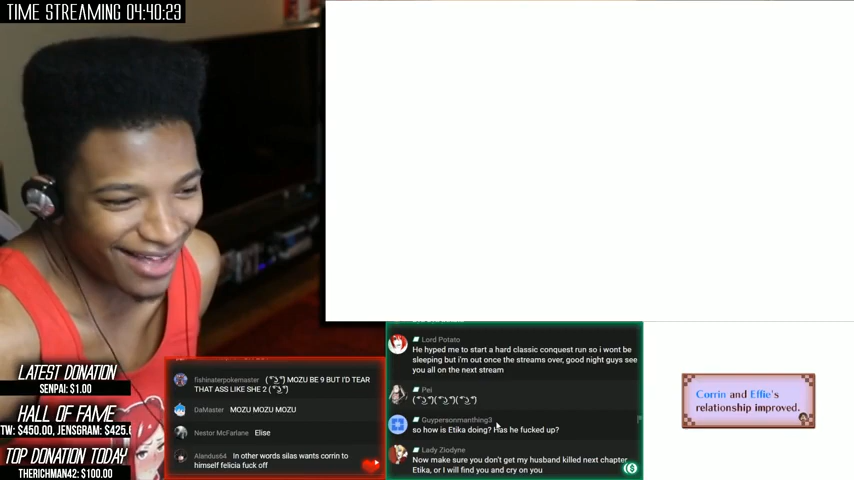 TIME STREAMING 04:40:23
LATEST DONATION
SENPAI: $1.00
HALL OF FAME
TW: $450.00, JENSGRAM: $425.
TOP DONATION TODAY
THERICHMAN42: $100.00
fishinaterpokemaster ( ͡° ͜ʖ ͡°) MOZU BE 9 BUT I'D TEAR
THAT ASS LIKE SHE 2 ( ͡° ͜ʖ ͡°)
DaMaster MOZU MOZU MOZU
Nestor McFarlane Elise
Alandus64 In other words silas wants corrin to
himself felicia fuck off
Lord Potato
He hyped me to start a hard classic conquest run so i wont be
sleeping but i'm out once the streams over, good night guys see
you all on the next stream
Pei
( ͡° ͜ʖ ͡°)( ͡° ͜ʖ ͡°)( ͡° ͜ʖ ͡°)
Guypersonmanthing3
so how is Etika doing? Has he fucked up?
Lady Ziodyne
Now make sure you don't get my husband killed next chapter
Etika, or I will find you and cry on you
Corrin and Effie's
relationship improved.